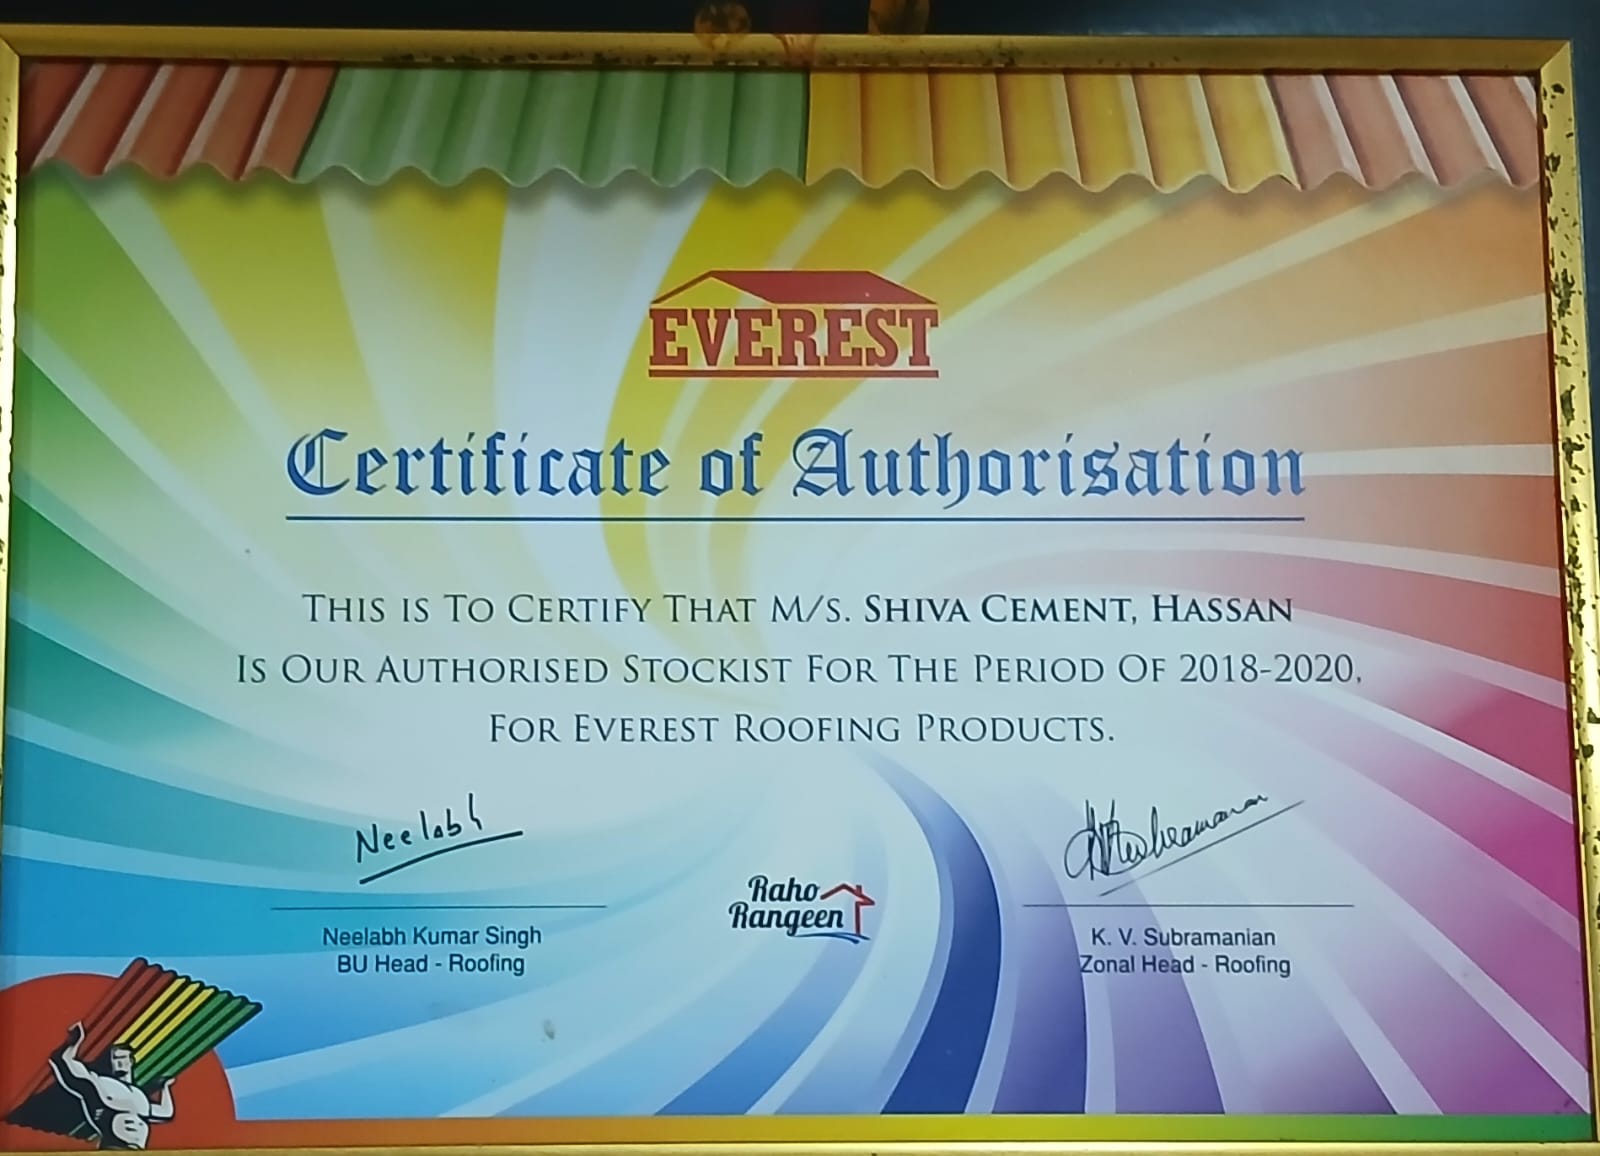 EVEREST
Certificate of Authorisation
THIS IS TO CERTIFY THAT M/S. SHIVA CEMENT, HASSAN
IS OUR AUTHORISED STOCKIST FOR THE PERIOD OF 2018-2020,
FOR EVEREST ROOFING PRODUCTS.
Neelabh
Neelabh Kumar Singh
BU Head - Roofing
Raho
Rangeen
K. V. Subramanian
Zonal Head - Roofing